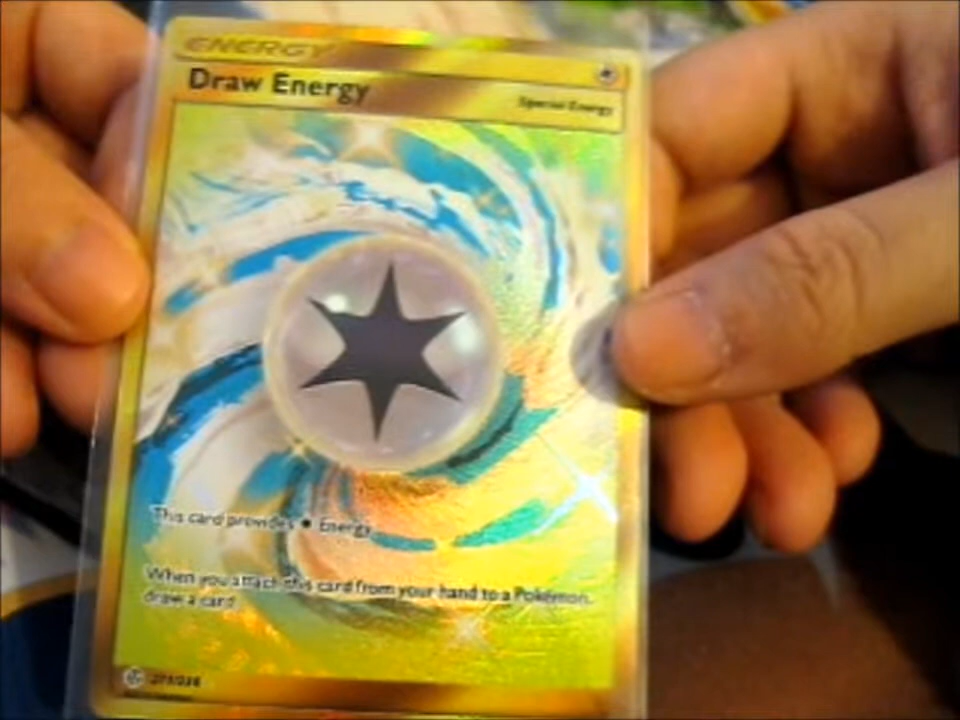 ENERGY
Draw Energy
Special Energy
This card provides Energy.
When you attach this card from your hand to a Pokémon,
draw a card.